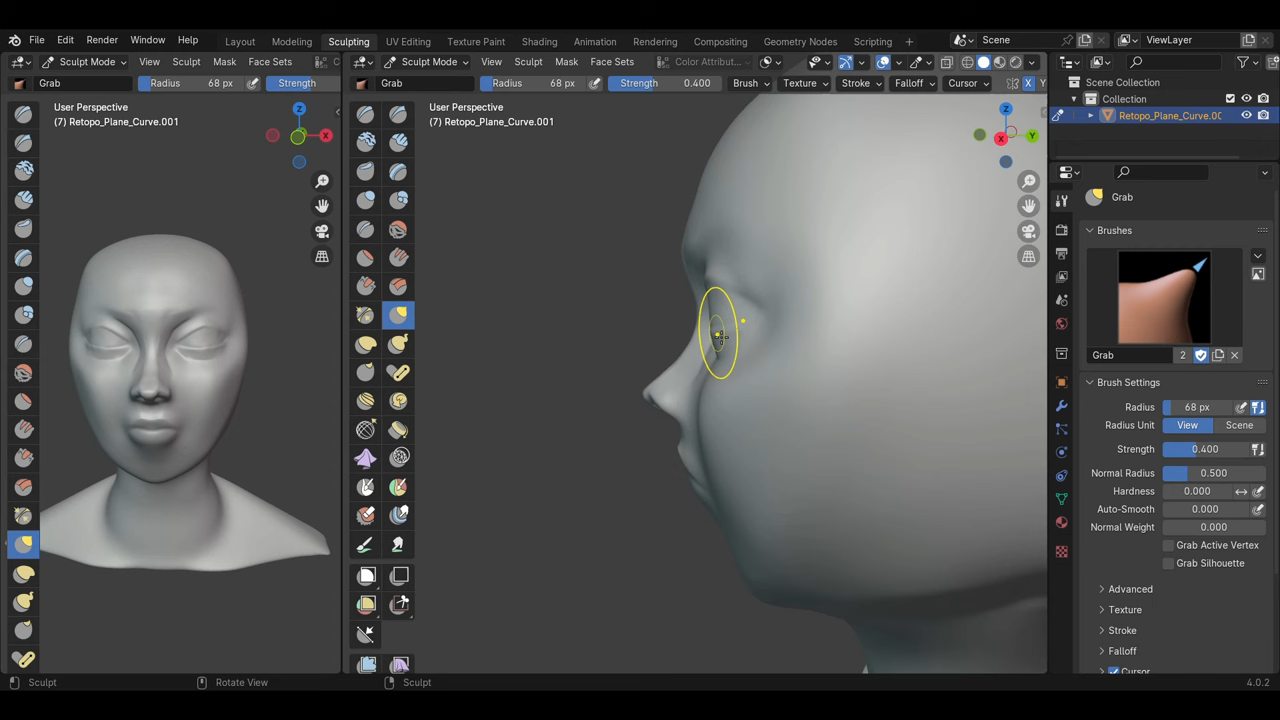 File Edit Render Window Help Layout Modeling Sculpting UV Editing Texture Paint Shading Animation Rendering Compositing Geometry Nodes Scripting + Scene ViewLayer
Sculpt Mode View Sculpt Mask Face Sets Sculpt Mode View Sculpt Mask Face Sets Color Attribut...
Grab Radius 68 px Strength Grab Radius 68 px Strength 0.400 Brush Texture Stroke Falloff Cursor X Y
Scene Collection
Collection
Retopo_Plane_Curve.00
User Perspective
(7) Retopo_Plane_Curve.001
Z
X
User Perspective
(7) Retopo_Plane_Curve.001
Z
X Y
Grab
Brushes
Grab 2
Brush Settings
Radius 68 px
Radius Unit View Scene
Strength 0.400
Normal Radius 0.500
Hardness 0.000
Auto-Smooth 0.000
Normal Weight 0.000
Grab Active Vertex
Grab Silhouette
Advanced
Texture
Stroke
Falloff
Cursor
Sculpt Rotate View Sculpt 4.0.2